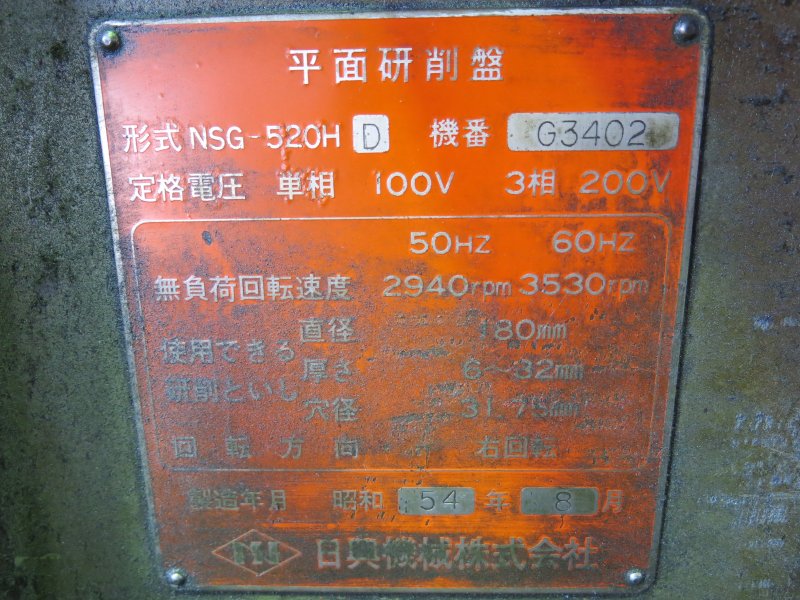 平面研削盤
形式 NSG-520H D 機番 G3402
定格電圧 単相 100V 3相 200V
50HZ 60HZ
無負荷回転速度 2940rpm 3530rpm
使用できる研削といし
直径 180mm
厚さ 6〜32mm
穴径 31.75mm
回転方向 右回転
製造年月 昭和 54 年 8 月
日興機械株式会社